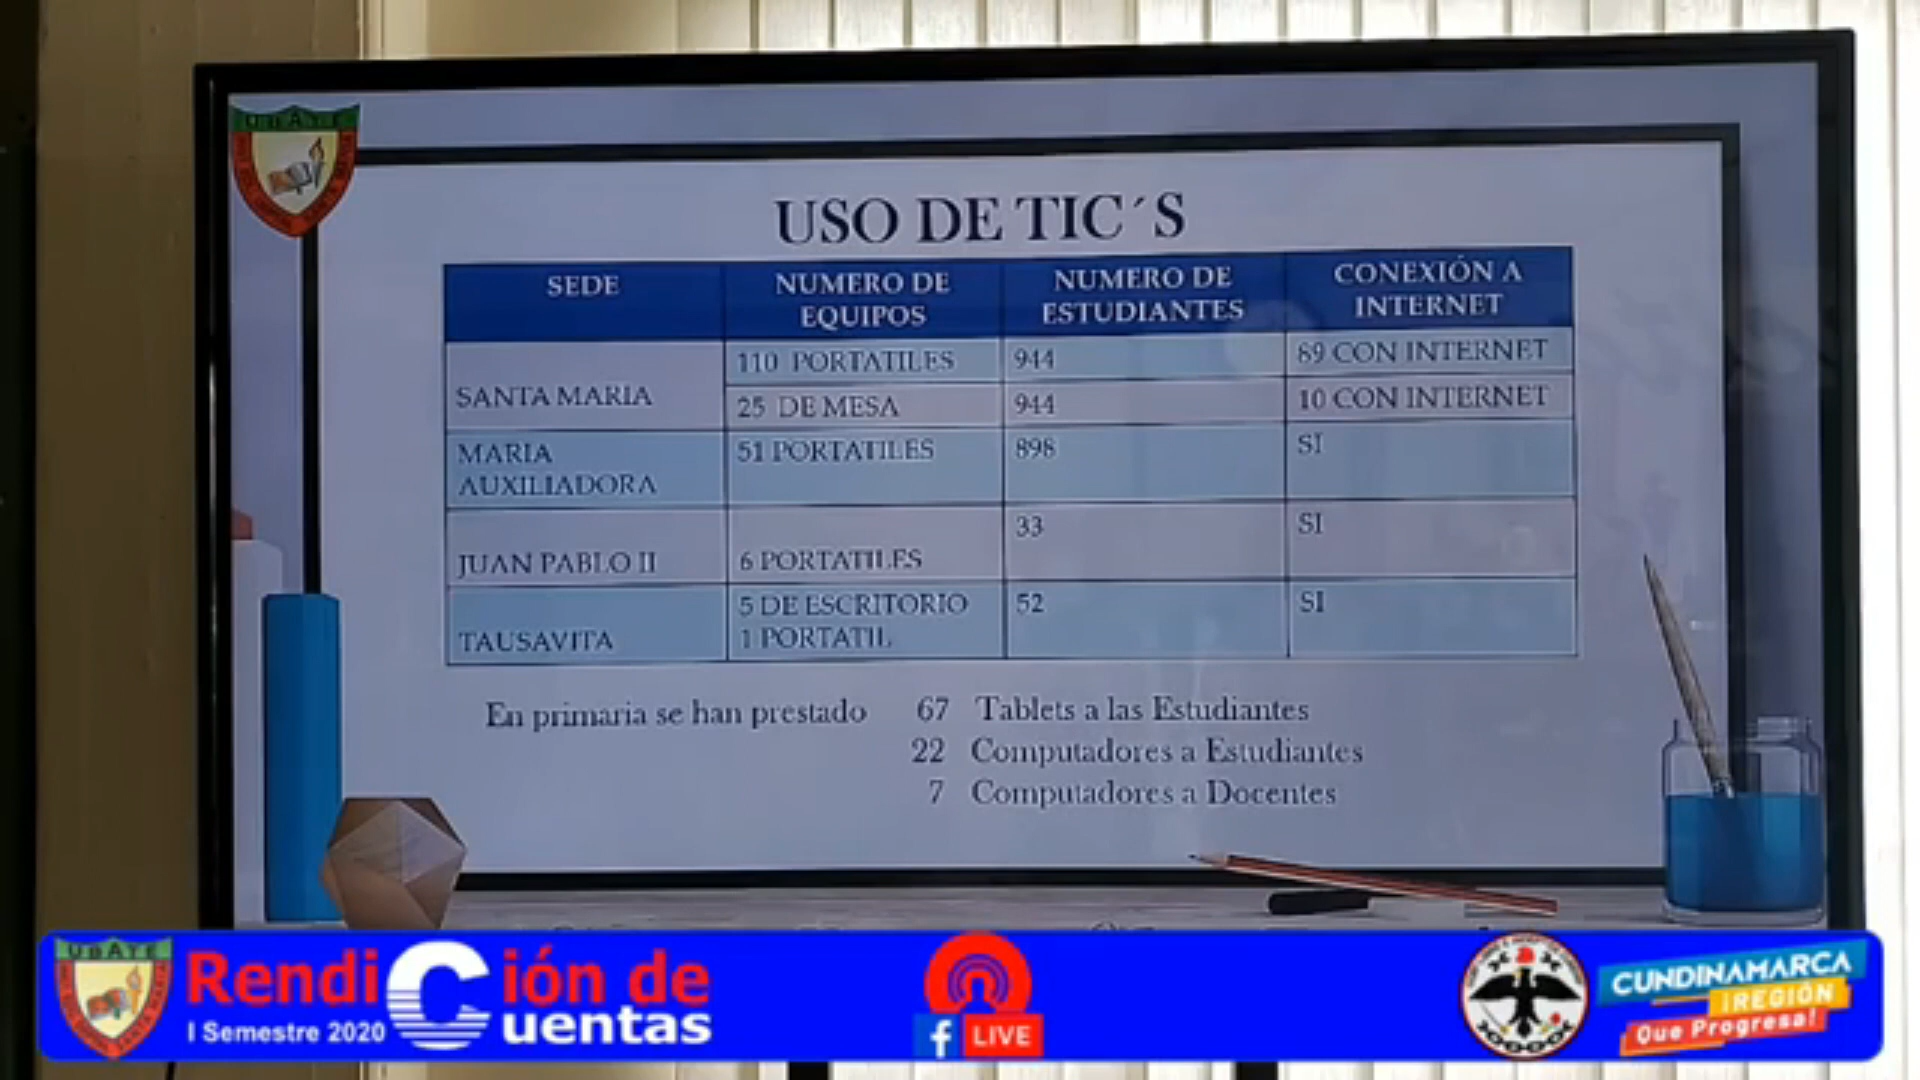 UBATE
USO DE TIC´S
SEDE
NUMERO DE
EQUIPOS
NUMERO DE
ESTUDIANTES
CONEXIÓN A
INTERNET
SANTA MARIA
110 PORTATILES
944
89 CON INTERNET
25 DE MESA
944
10 CON INTERNET
MARIA
AUXILIADORA
51 PORTATILES
898
SI
JUAN PABLO II
6 PORTATILES
33
SI
TAUSAVITA
5 DE ESCRITORIO
1 PORTATIL
52
SI
En primaria se han prestado 67 Tablets a las Estudiantes
22 Computadores a Estudiantes
7 Computadores a Docentes
UBATE
Rendición de
I Semestre 2020 Cuentas
f LIVE
CUNDINAMARCA
¡REGIÓN
Que Progresa!